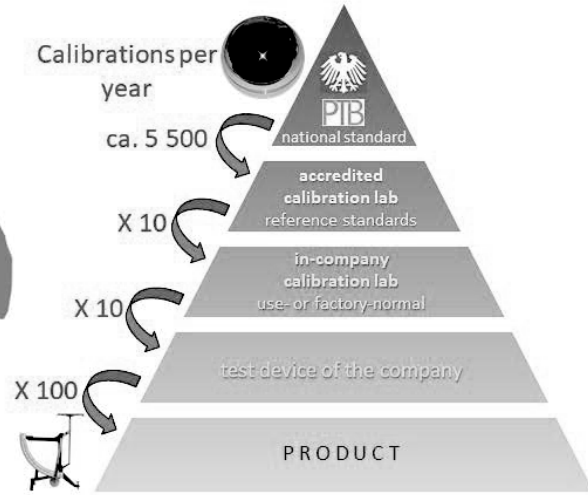 Calibrations per
year
ca. 5 500
X 10
X 10
X 100
PTB
national standard
accredited
calibration lab
reference standards
in-company
calibration lab
use- or factory-normal
test device of the company
PRODUCT